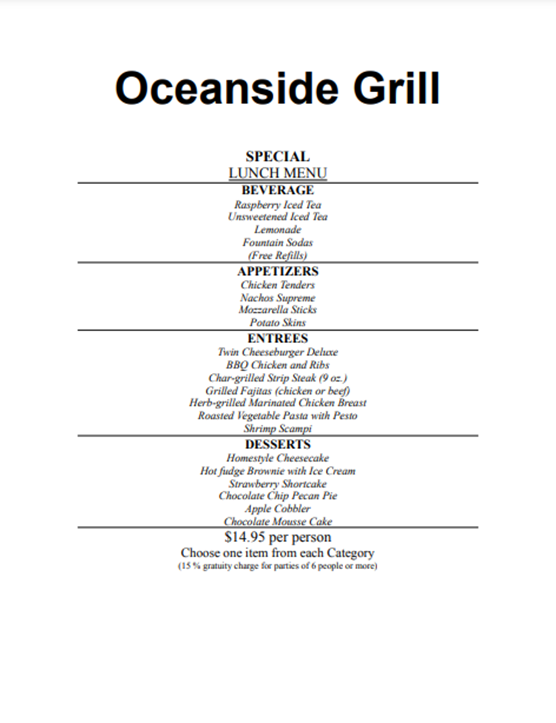 Oceanside Grill
SPECIAL
LUNCH MENU
BEVERAGE
Raspberry Iced Tea
Unsweetened Iced Tea
Lemonade
Fountain Sodas
(Free Refills)
APPETIZERS
Chicken Tenders
Nachos Supreme
Mozzarella Sticks
Potato Skins
ENTREES
Twin Cheeseburger Deluxe
BBQ Chicken and Ribs
Char-grilled Strip Steak (9 oz.)
Grilled Fajitas (chicken or beef)
Herb-grilled Marinated Chicken Breast
Roasted Vegetable Pasta with Pesto
Shrimp Scampi
DESSERTS
Homestyle Cheesecake
Hot fudge Brownie with Ice Cream
Strawberry Shortcake
Chocolate Chip Pecan Pie
Apple Cobbler
Chocolate Mousse Cake
$14.95 per person
Choose one item from each Category
(15 % gratuity charge for parties of 6 people or more)